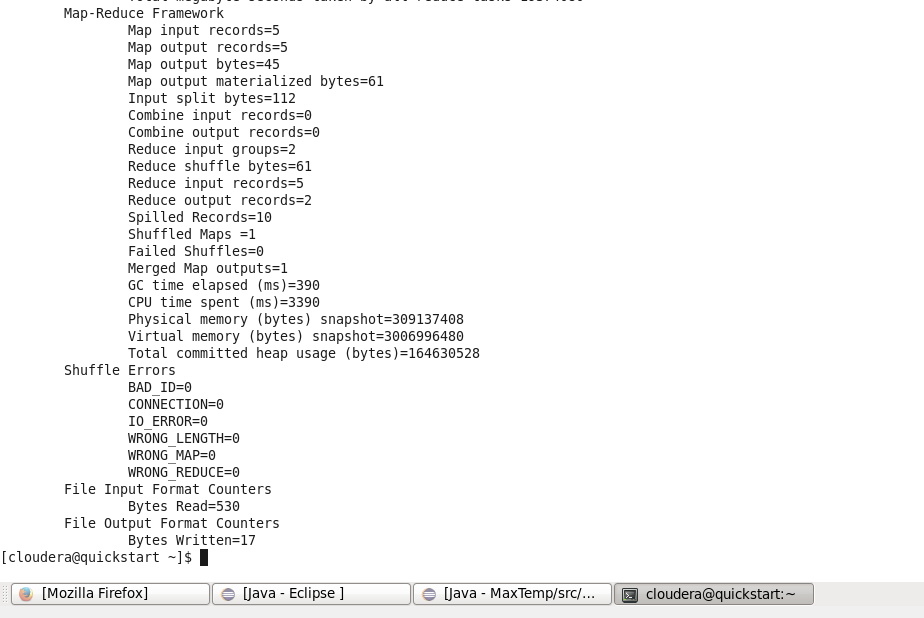 Map-Reduce Framework
Map input records=5
Map output records=5
Map output bytes=45
Map output materialized bytes=61
Input split bytes=112
Combine input records=0
Combine output records=0
Reduce input groups=2
Reduce shuffle bytes=61
Reduce input records=5
Reduce output records=2
Spilled Records=10
Shuffled Maps =1
Failed Shuffles=0
Merged Map outputs=1
GC time elapsed (ms)=390
CPU time spent (ms)=3390
Physical memory (bytes) snapshot=309137408
Virtual memory (bytes) snapshot=3006996480
Total committed heap usage (bytes)=164630528
Shuffle Errors
BAD_ID=0
CONNECTION=0
IO_ERROR=0
WRONG_LENGTH=0
WRONG_MAP=0
WRONG_REDUCE=0
File Input Format Counters
Bytes Read=530
File Output Format Counters
Bytes Written=17
[cloudera@quickstart ~]$
[Mozilla Firefox] [Java - Eclipse ] [Java - MaxTemp/src/... cloudera@quickstart:~